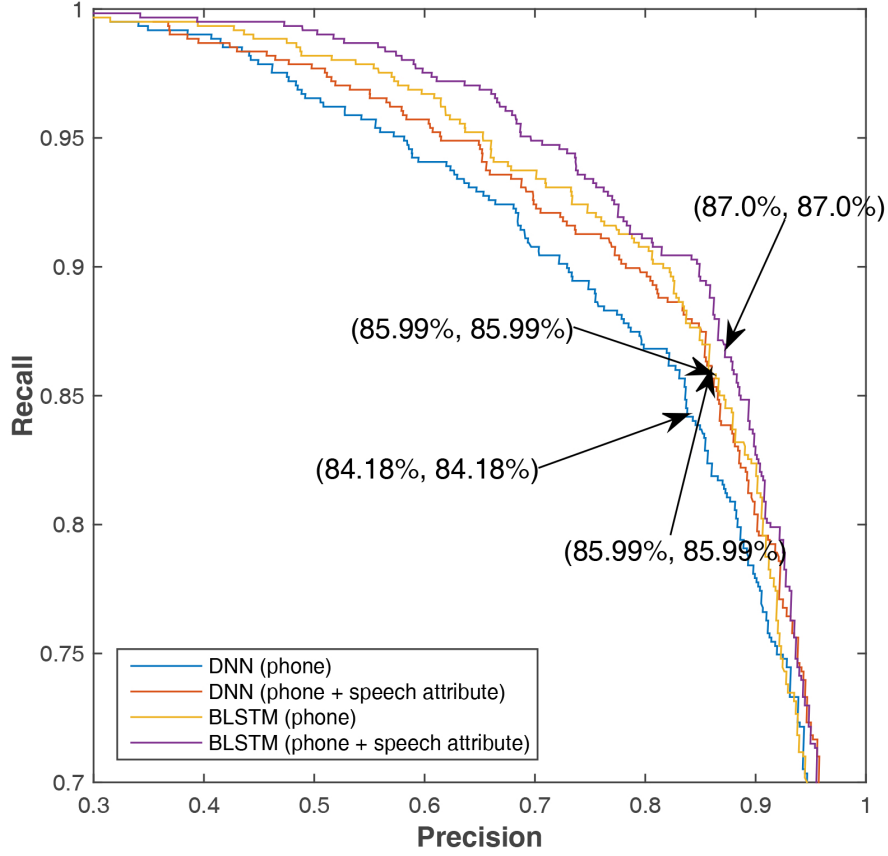 1
0.95
(87.0%, 87.0%)
0.9
(85.99%, 85.99%)
Recall
0.85
(84.18%, 84.18%)
0.8
(85.99%, 85.99%)
0.75
DNN (phone)
DNN (phone + speech attribute)
BLSTM (phone)
BLSTM (phone + speech attribute)
0.7
0.3 0.4 0.5 0.6 0.7 0.8 0.9 1
Precision